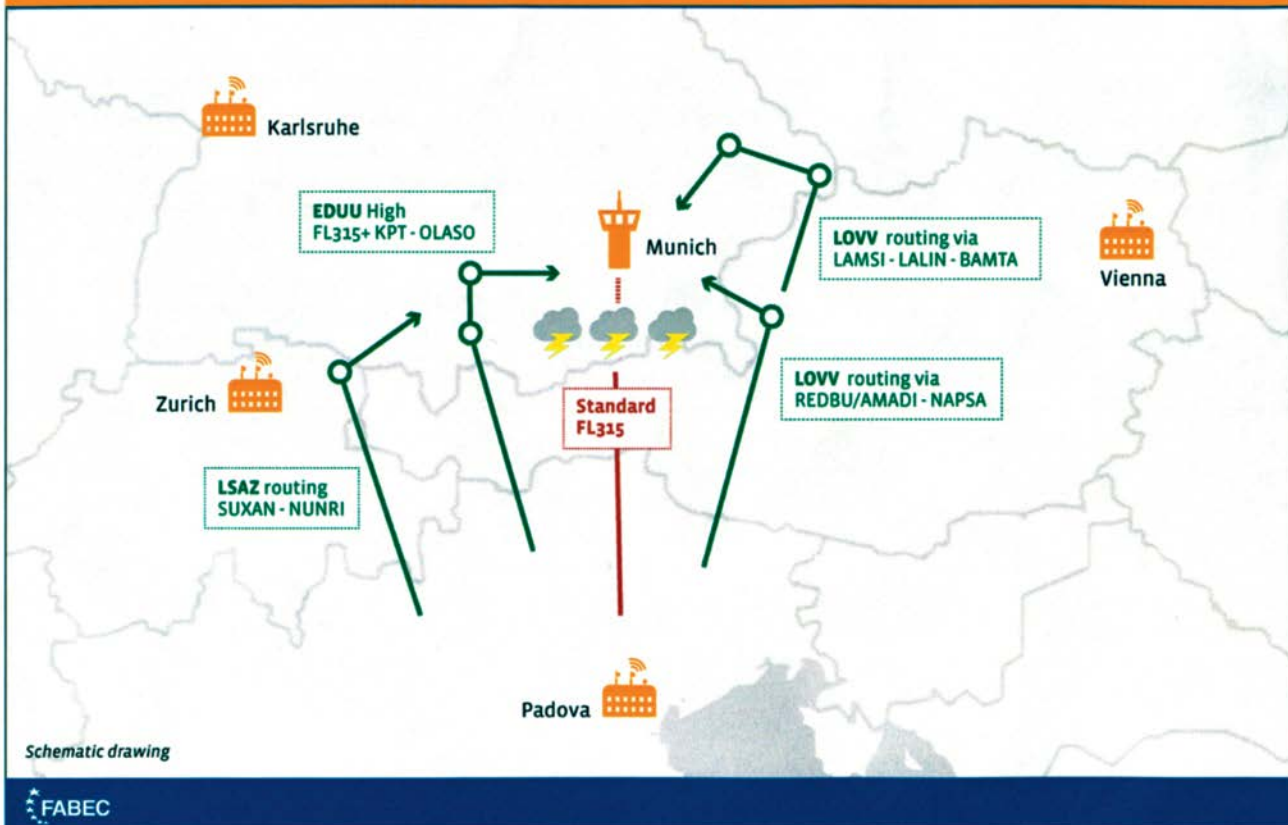 Karlsruhe
EDUU High
FL315+ KPT - OLASO
Munich
LOVV routing via
LAMSI - LALIN - BAMTA
Vienna
Zurich
LOVV routing via
REDBU/AMADI - NAPSA
Standard
FL315
LSAZ routing
SUXAN - NUNRI
Padova
Schematic drawing
FABEC